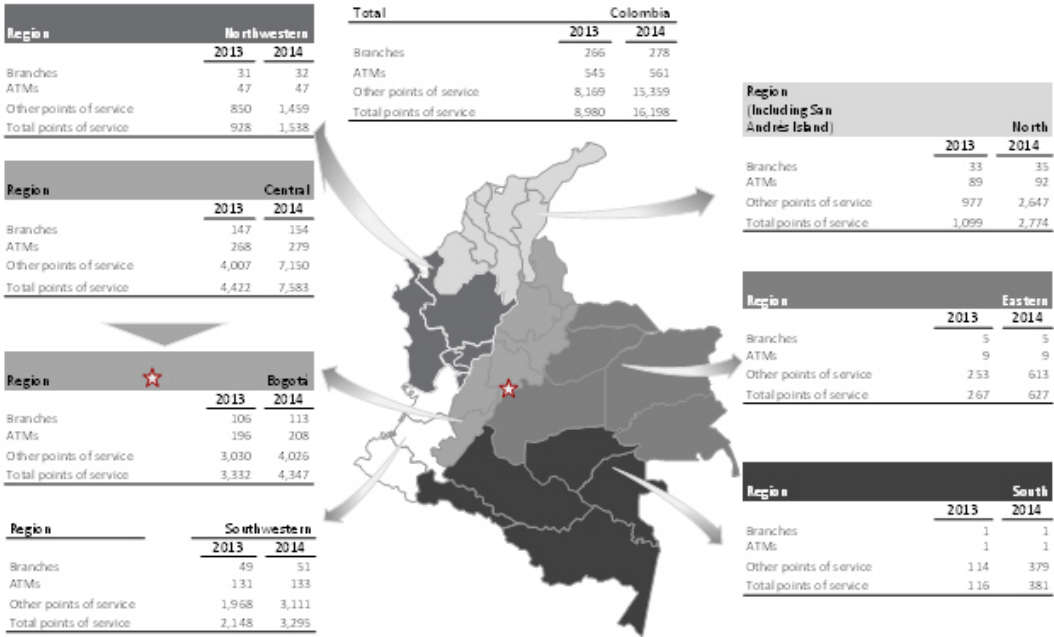 Region Northwestern
2013 2014
Branches 31 32
ATMs 47 47
Other points of service 850 1,459
Total points of service 928 1,538
Region Central
2013 2014
Branches 147 154
ATMs 268 279
Other points of service 4,007 7,150
Total points of service 4,422 7,583
Region Bogotá
2013 2014
Branches 106 113
ATMs 196 208
Other points of service 3,030 4,026
Total points of service 3,332 4,347
Region Southwestern
2013 2014
Branches 49 51
ATMs 131 133
Other points of service 1,968 3,111
Total points of service 2,148 3,295
Total Colombia
2013 2014
Branches 266 278
ATMs 545 561
Other points of service 8,169 15,359
Total points of service 8,980 16,198
Region
(Including San
Andrés Island) North
2013 2014
Branches 33 35
ATMs 89 92
Other points of service 977 2,647
Total points of service 1,099 2,774
Region Eastern
2013 2014
Branches 5 5
ATMs 9 9
Other points of service 253 613
Total points of service 267 627
Region South
2013 2014
Branches 1 1
ATMs 1 1
Other points of service 114 379
Total points of service 116 381